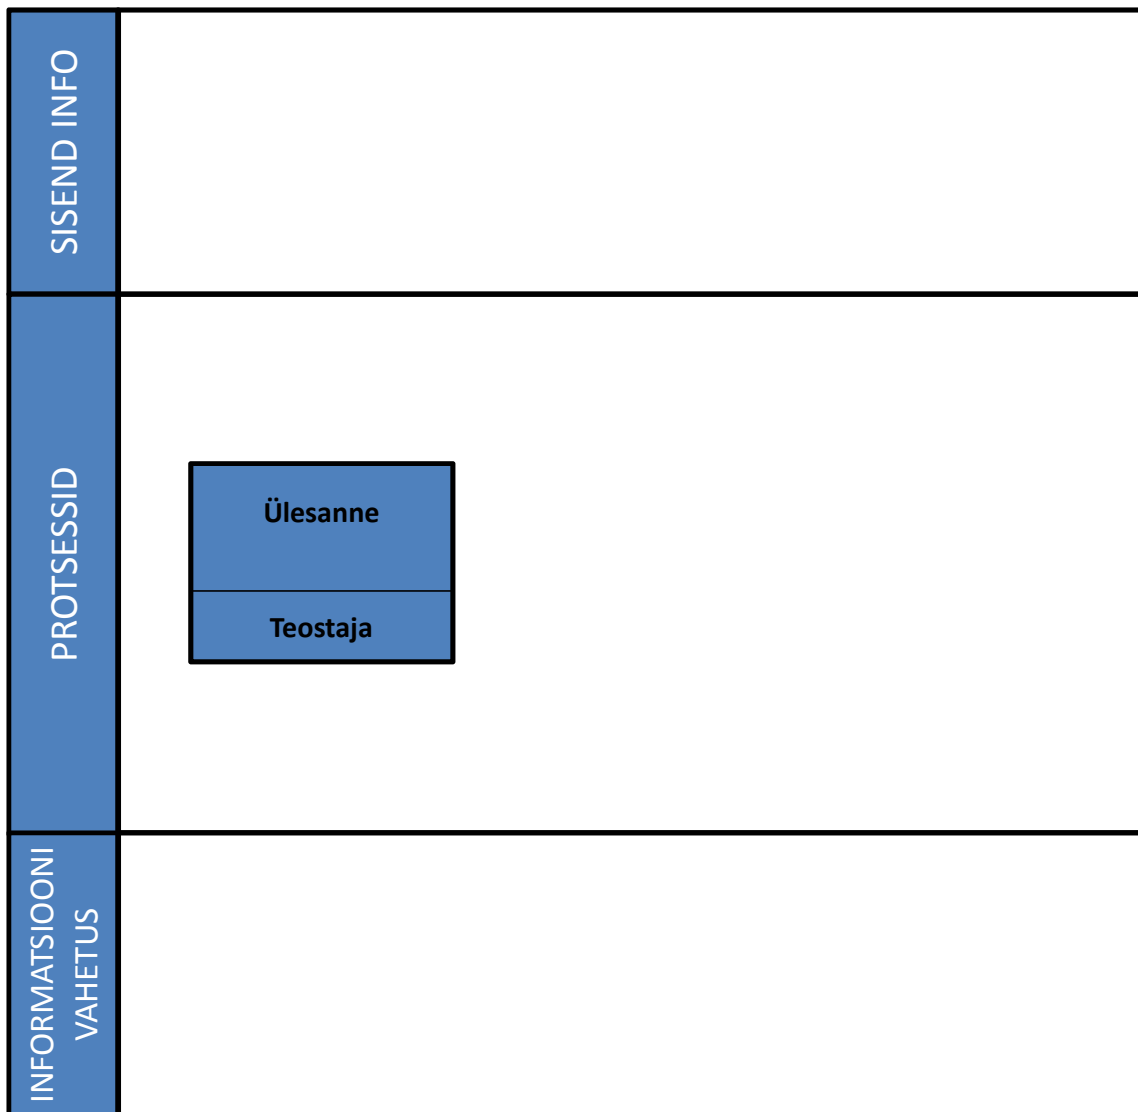 SISEND INFO
PROTSESSID
Ülesanne
Teostaja
INFORMATSIOONI
VAHETUS